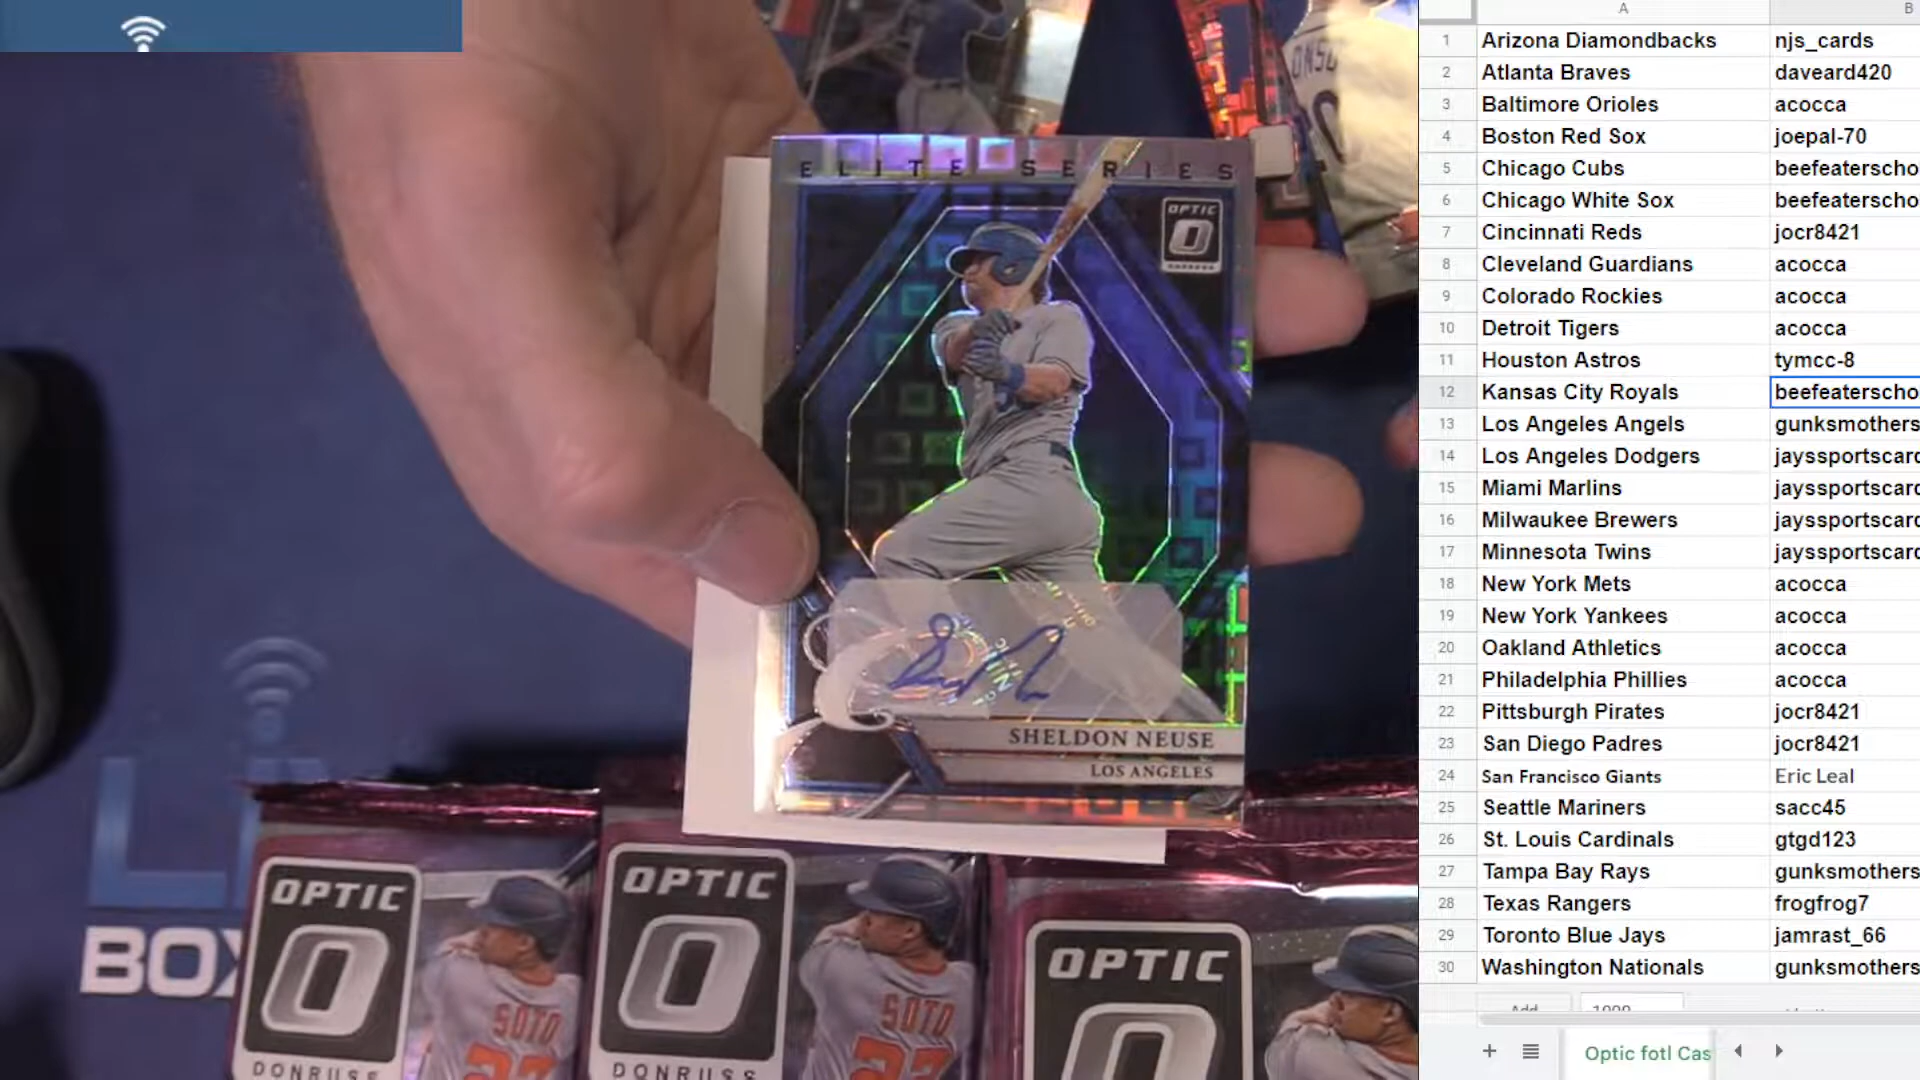 ELITE SERIES
OPTIC
SHELDON NEUSE
LOS ANGELES
BOX
OPTIC
DONRUSS
SOTO
OPTIC
DONRUSS
SOTO
OPTIC
A B
1 Arizona Diamondbacks njs_cards
2 Atlanta Braves daveard420
3 Baltimore Orioles acocca
4 Boston Red Sox joepal-70
5 Chicago Cubs beefeaterscho
6 Chicago White Sox beefeaterscho
7 Cincinnati Reds jocr8421
8 Cleveland Guardians acocca
9 Colorado Rockies acocca
10 Detroit Tigers acocca
11 Houston Astros tymcc-8
12 Kansas City Royals beefeaterscho
13 Los Angeles Angels gunksmothers
14 Los Angeles Dodgers jayssportscard
15 Miami Marlins jayssportscard
16 Milwaukee Brewers jayssportscard
17 Minnesota Twins jayssportscard
18 New York Mets acocca
19 New York Yankees acocca
20 Oakland Athletics acocca
21 Philadelphia Phillies acocca
22 Pittsburgh Pirates jocr8421
23 San Diego Padres jocr8421
24 San Francisco Giants Eric Leal
25 Seattle Mariners sacc45
26 St. Louis Cardinals gtgd123
27 Tampa Bay Rays gunksmothers
28 Texas Rangers frogfrog7
29 Toronto Blue Jays jamrast_66
30 Washington Nationals gunksmothers
Add 1000
Optic fotl Cas